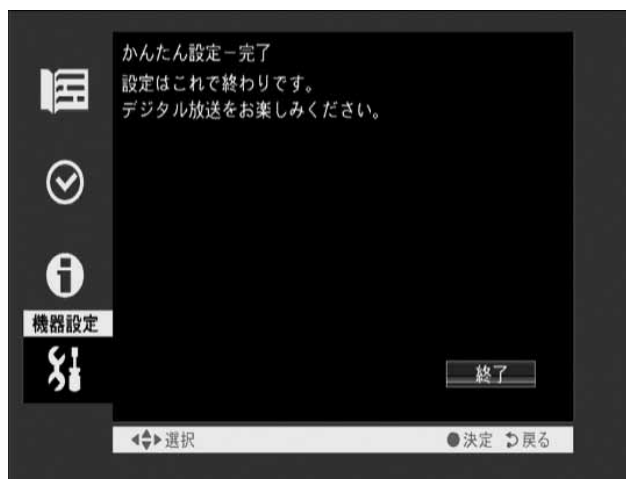 かんたん設定－完了
設定はこれで終わりです。
デジタル放送をお楽しみください。
機器設定
終了
選択
決定 戻る